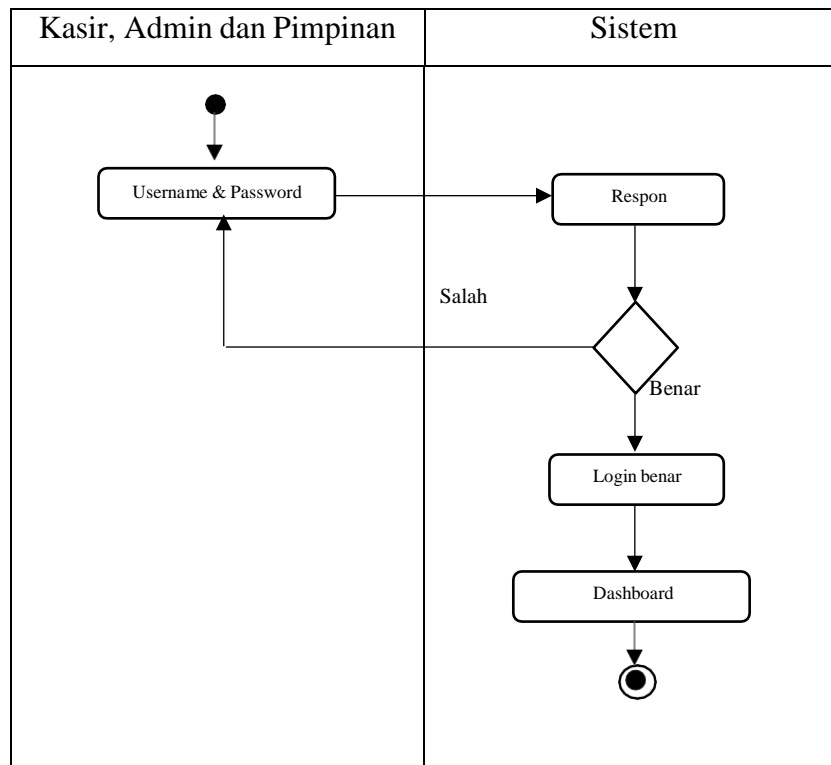 Kasir, Admin dan Pimpinan
Sistem
Username & Password
Respon
Salah
Benar
Login benar
Dashboard